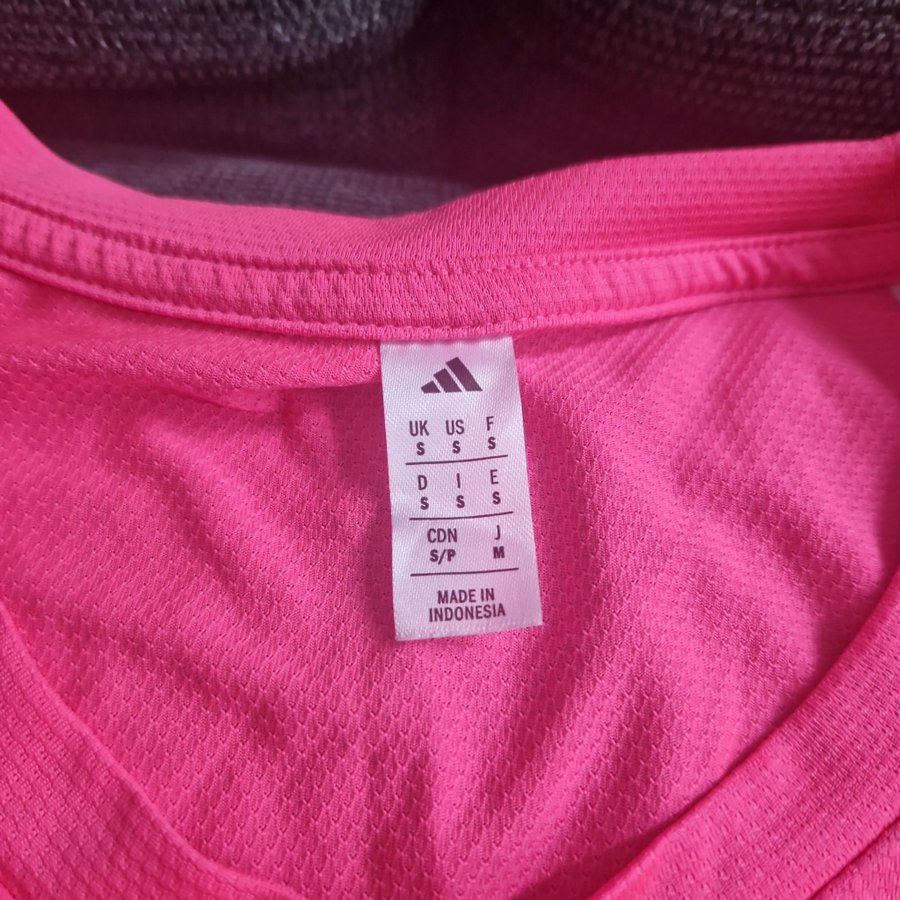 UK US F
S S S
D I E
S S S
CDN J
S/P M
MADE IN
INDONESIA